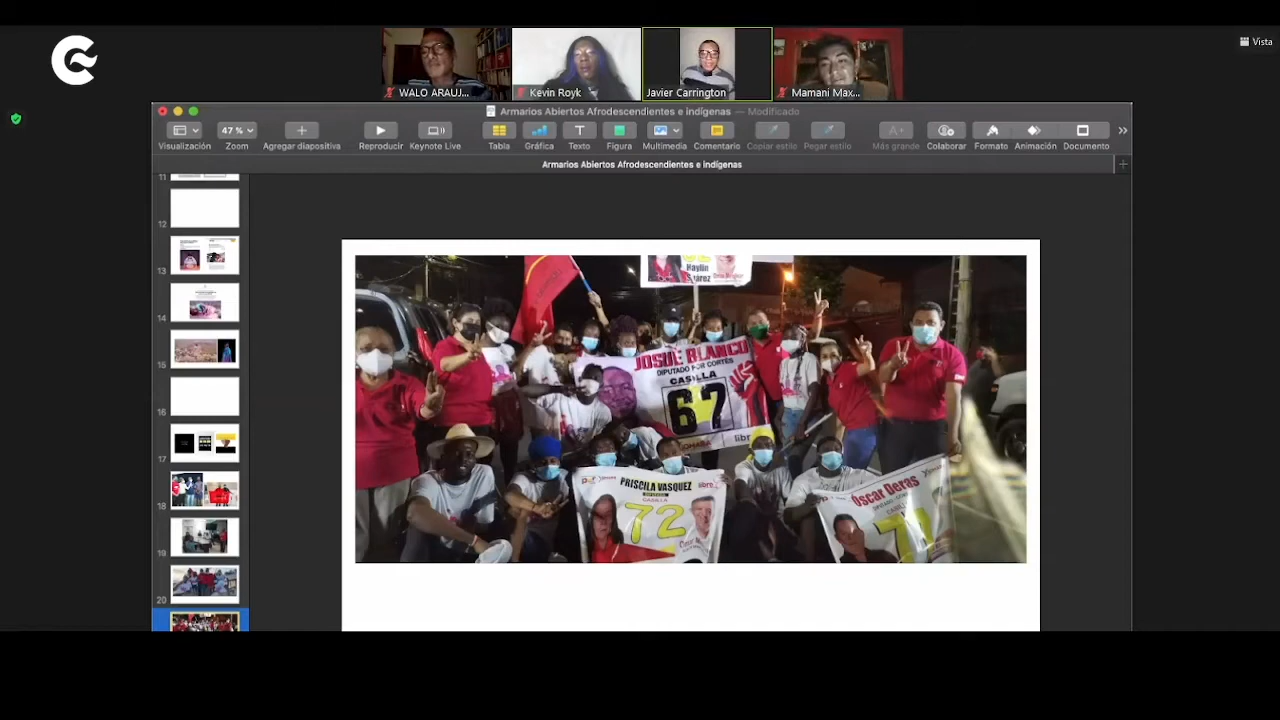 Vista
WALO ARAUJ...
Kevin Royk
Javier Carrington
Mamani Max...
Armarios Abiertos Afrodescendientes e indígenas — Modificado
47 %
Visualización
Zoom
Agregar diapositiva
Reproducir
Keynote Live
Tabla
Gráfica
Texto
Figura
Multimedia
Comentario
Copiar estilo
Pegar estilo
Más grande
Colaborar
Formato
Animación
Documento
Armarios Abiertos Afrodescendientes e indígenas
11
12
13
14
15
16
17
18
19
20
Haylin
JOSUE BLANCO
DIPUTADO POR CORTÉS
CASILLA
67
libre
PRISCILA VASQUEZ
DIPUTADA
CASILLA
72
libre
Oscar Deras